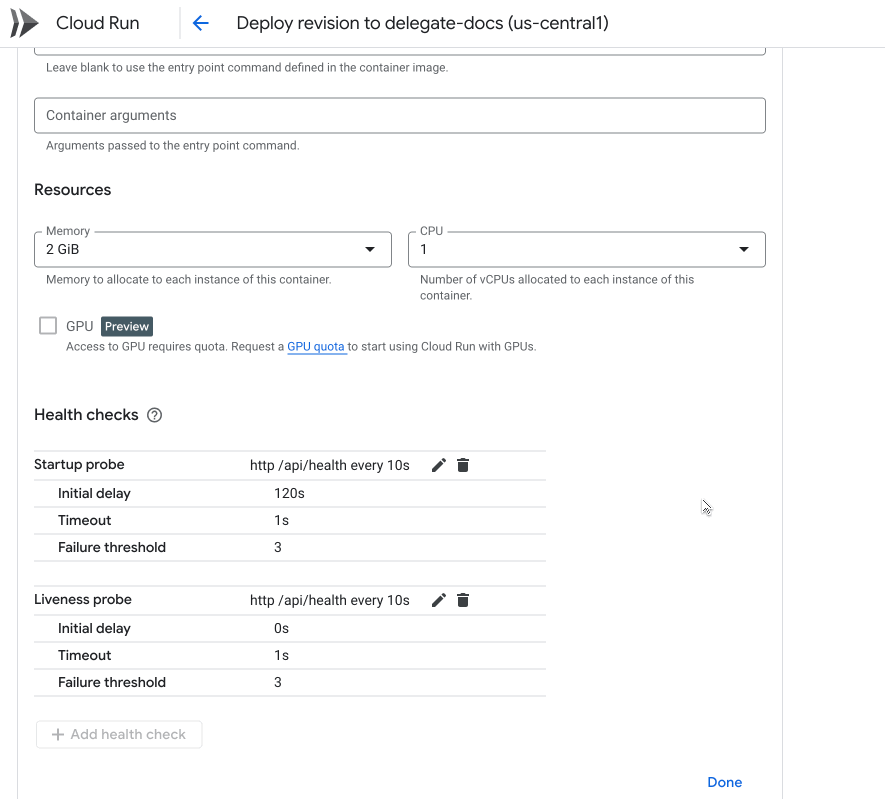 Cloud Run
Deploy revision to delegate-docs (us-central1)
Leave blank to use the entry point command defined in the container image.
Container arguments
Arguments passed to the entry point command.
Resources
Memory
2 GiB
Memory to allocate to each instance of this container.
CPU
1
Number of vCPUs allocated to each instance of this
container.
GPU Preview
Access to GPU requires quota. Request a GPU quota to start using Cloud Run with GPUs.
Health checks
Startup probe http /api/health every 10s
Initial delay 120s
Timeout 1s
Failure threshold 3
Liveness probe http /api/health every 10s
Initial delay 0s
Timeout 1s
Failure threshold 3
Add health check
Done